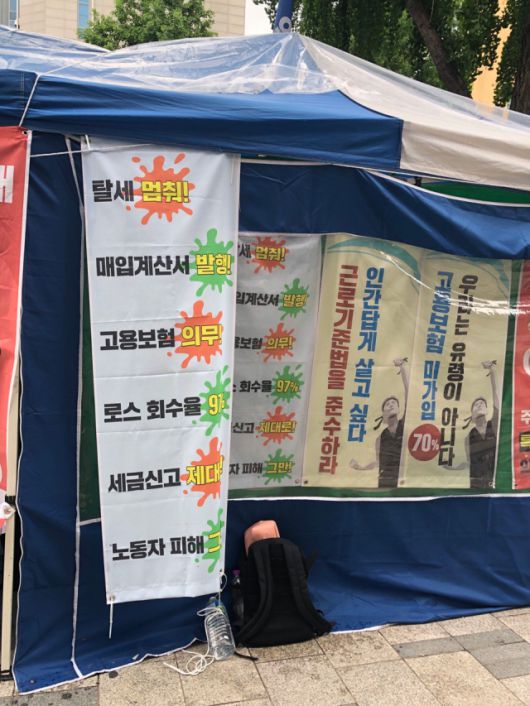 탈세 멈춰!
매입계산서 발행!
고용보험 의무!
로스 회수율 97
세금신고 제대로
노동자 피해 그
멈춰!
입계산서 발행!
보험 의무!
스 회수율 97%
신고 제대로!
자 피해 그만!
인간답게 살고 싶다
근로기준법을 준수하라
우리는 유령이 아니다
고용보험 미가입
70%